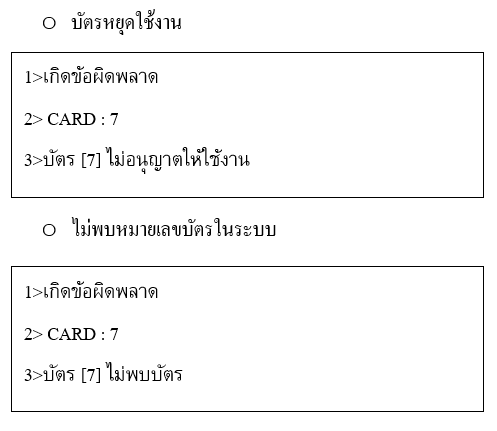 o บัตรหยุดใช้งาน
1>เกิดข้อผิดพลาด
2> CARD : 7
3>บัตร [7] ไม่อนุญาตให้ใช้งาน
o ไม่พบหมายเลขบัตรในระบบ
1>เกิดข้อผิดพลาด
2> CARD : 7
3>บัตร [7] ไม่พบบัตร